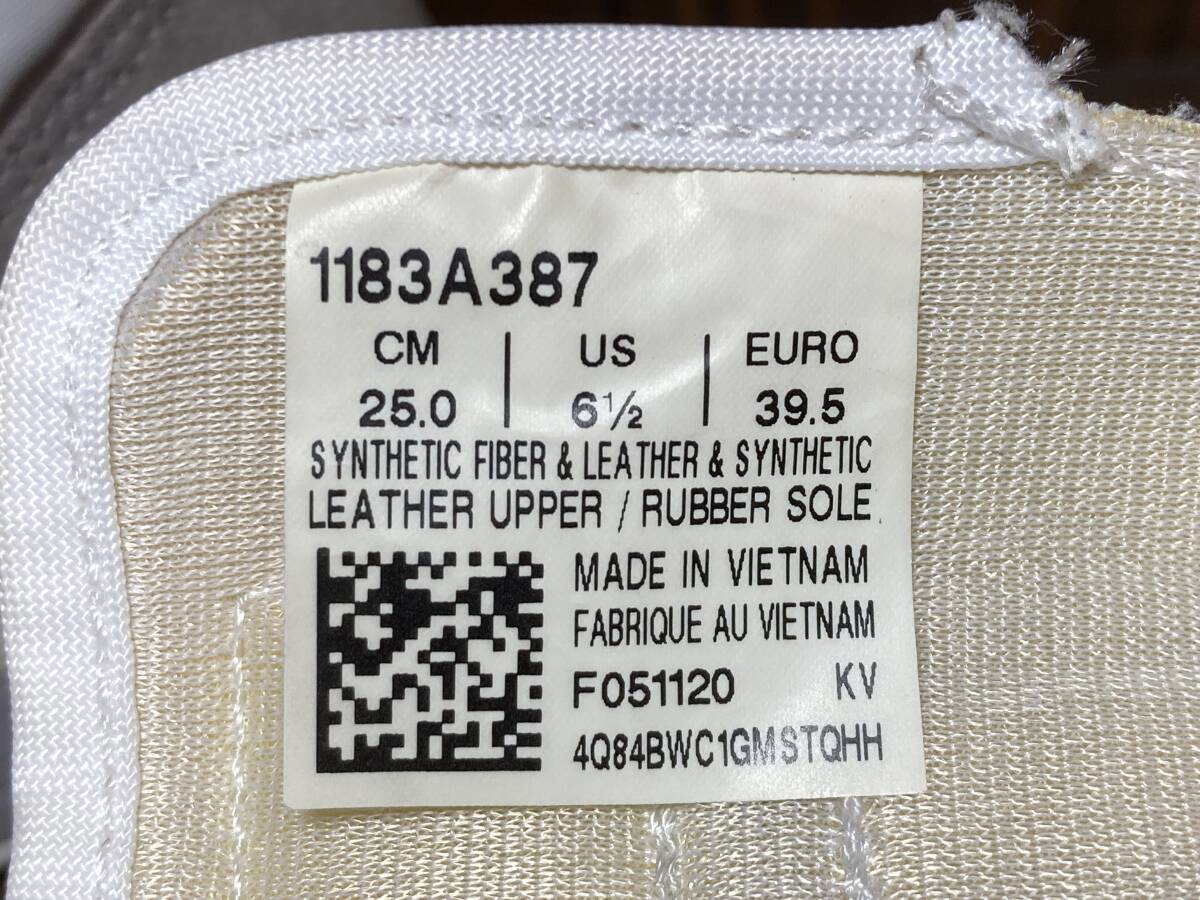 1183A387
CM | US | EURO
25.0 | 6½ | 39.5
SYNTHETIC FIBER & LEATHER & SYNTHETIC
LEATHER UPPER / RUBBER SOLE
MADE IN VIETNAM
FABRIQUE AU VIETNAM
F051120 KV
4Q84BWC1GMSTQHH